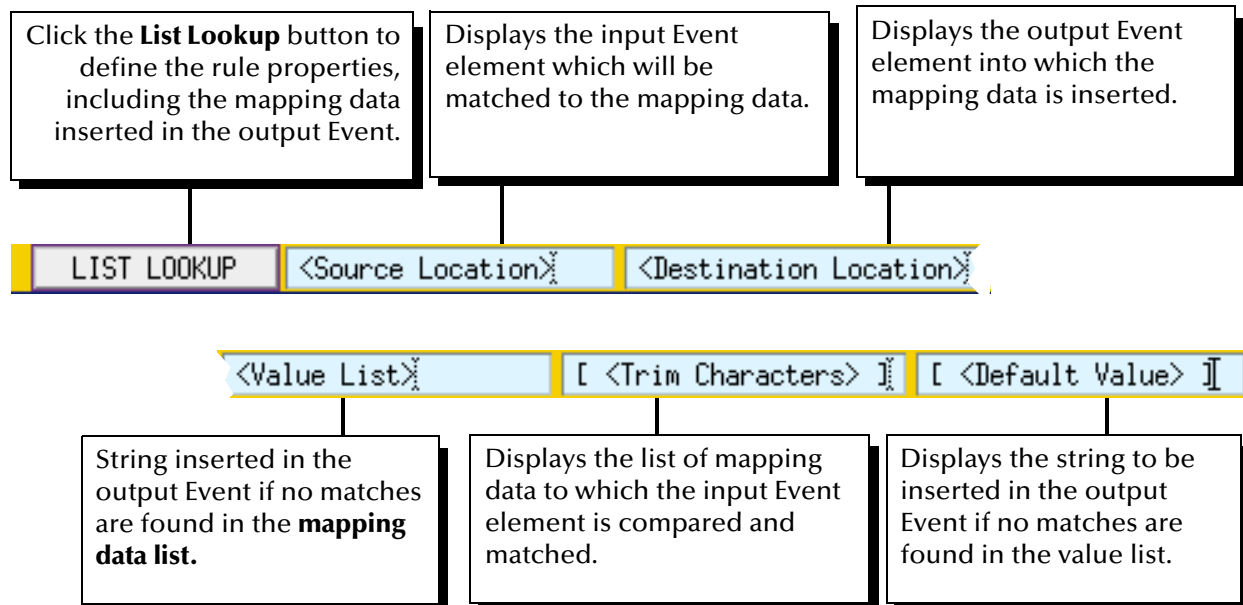 Click the List Lookup button to
define the rule properties,
including the mapping data
inserted in the output Event.
Displays the input Event
element which will be
matched to the mapping data.
Displays the output Event
element into which the
mapping data is inserted.
LIST LOOKUP
<Source Location>
<Destination Location>
<Value List>
[ <Trim Characters> ]
[ <Default Value> ]
String inserted in the
output Event if no matches
are found in the mapping
data list.
Displays the list of mapping
data to which the input Event
element is compared and
matched.
Displays the string to be
inserted in the output
Event if no matches are
found in the value list.